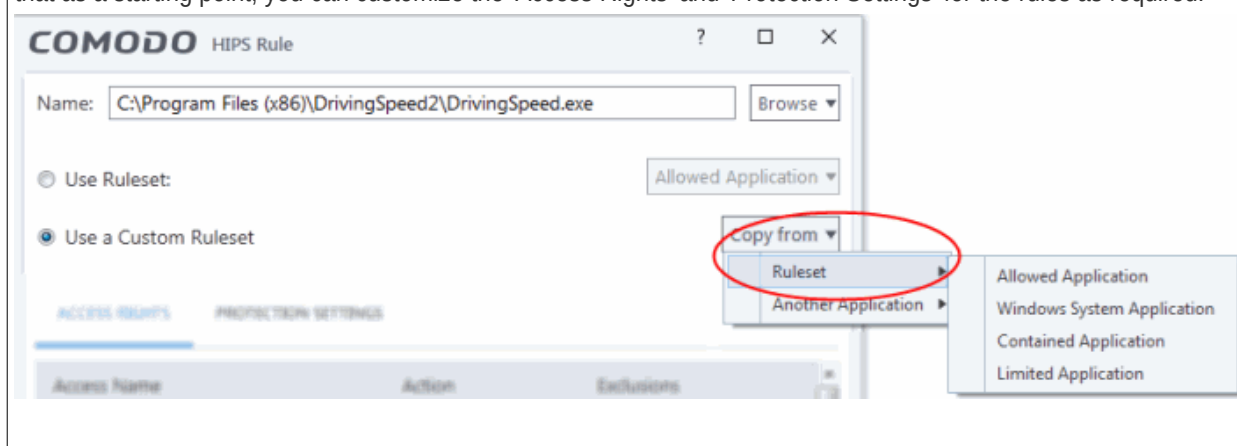 that as a starting point, you can customize the 'Access Rights' and 'Protection Settings' for the rules as required.
COMODO HIPS Rule ?
Name: C:\Program Files (x86)\DrivingSpeed2\DrivingSpeed.exe Browse
Use Ruleset: Allowed Application
Use a Custom Ruleset Copy from
Ruleset Allowed Application
Another Application Windows System Application
Contained Application
Limited Application
ACCESS RIGHTS PROTECTION SETTINGS
Access Name Action Exclusions